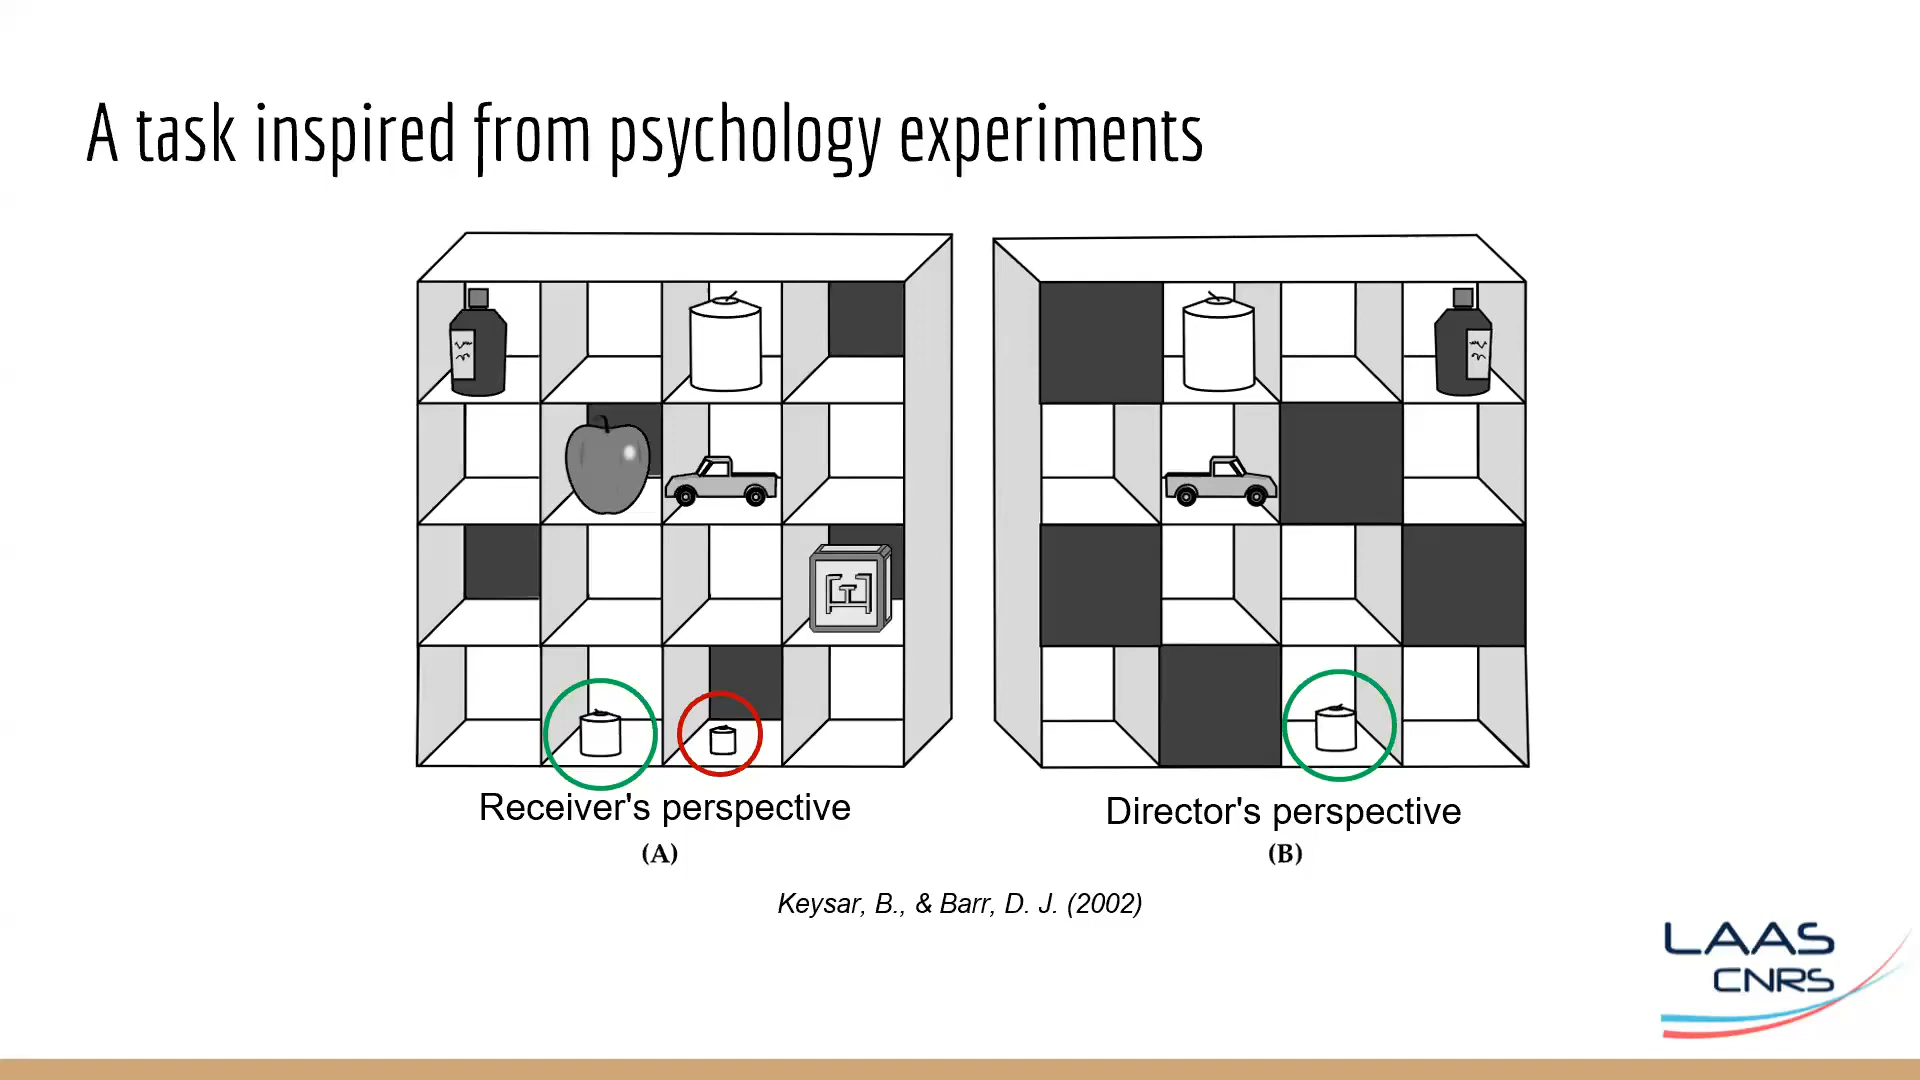 A task inspired from psychology experiments
Receiver's perspective
(A)
Director's perspective
(B)
Keysar, B., & Barr, D. J. (2002)
LAAS
CNRS